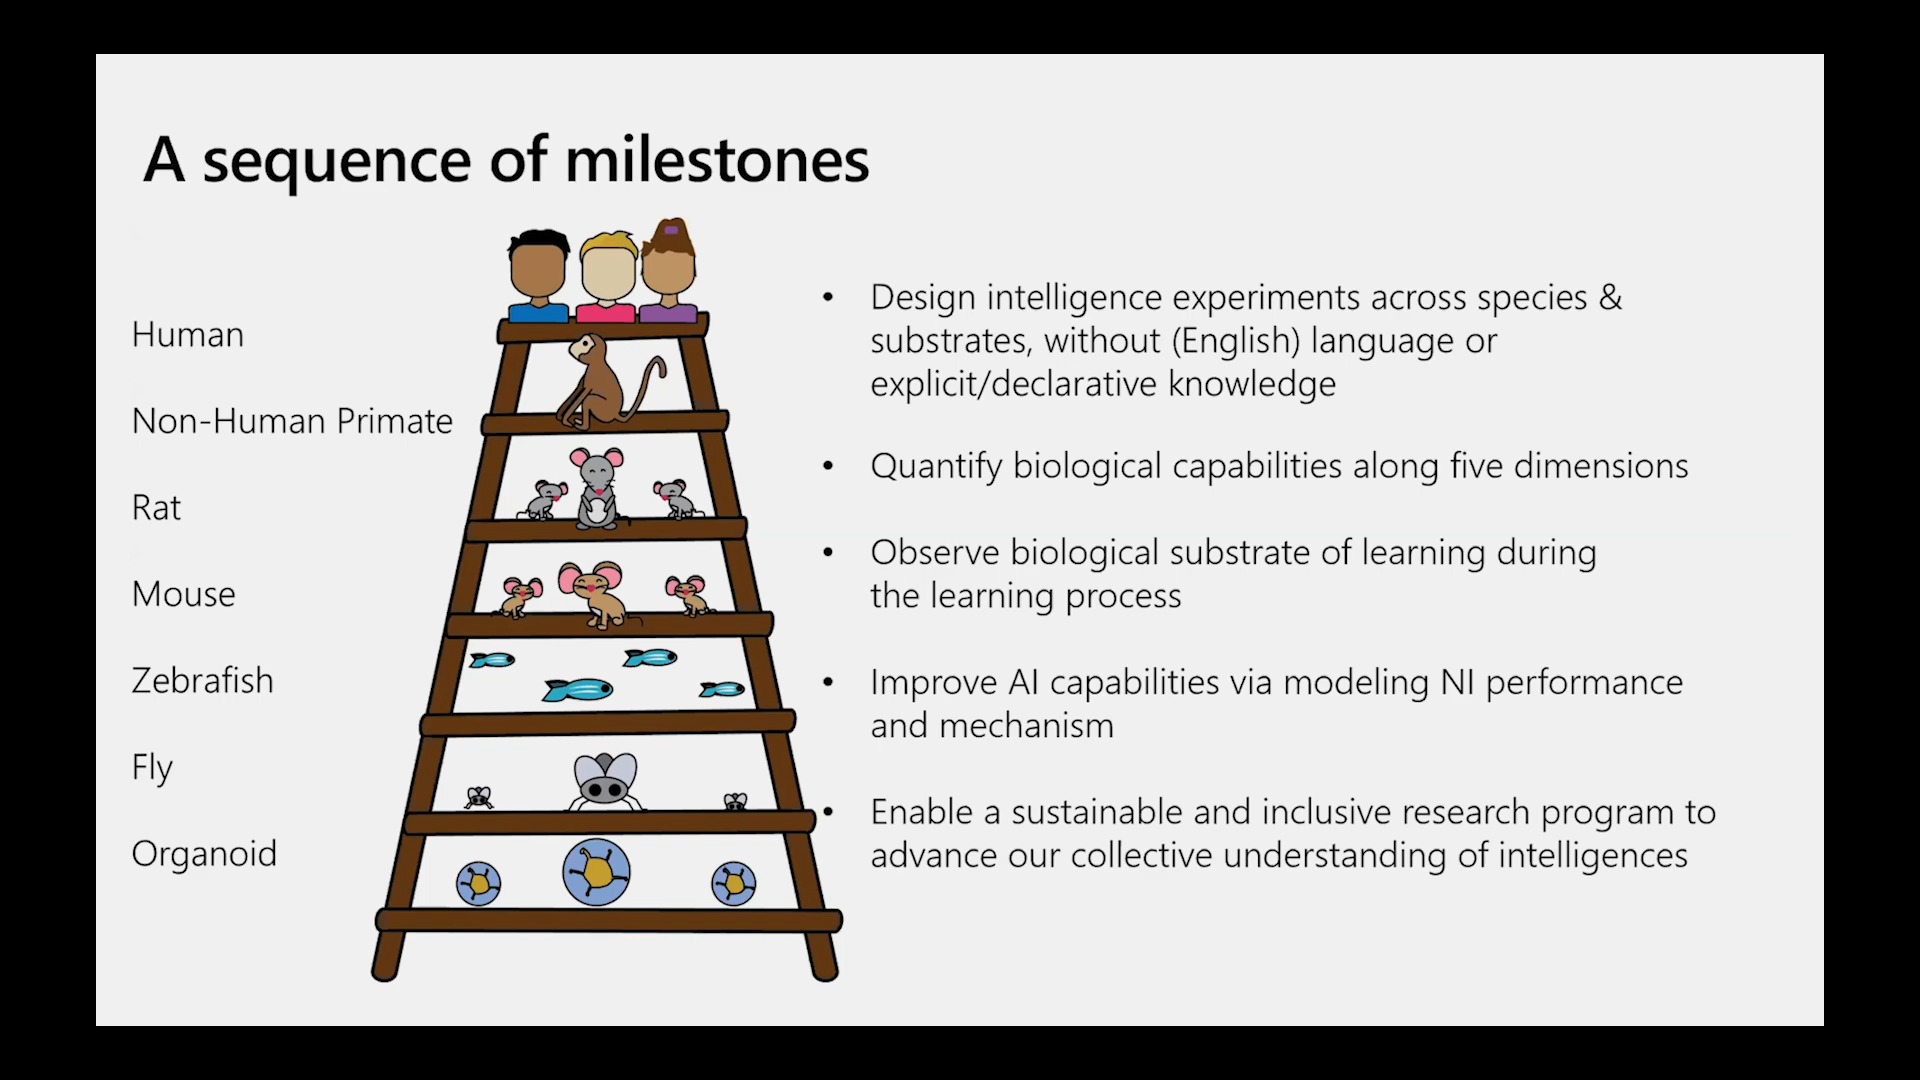 A sequence of milestones
Human
Non-Human Primate
Rat
Mouse
Zebrafish
Fly
Organoid
• Design intelligence experiments across species &
substrates, without (English) language or
explicit/declarative knowledge
• Quantify biological capabilities along five dimensions
• Observe biological substrate of learning during
the learning process
• Improve AI capabilities via modeling NI performance
and mechanism
• Enable a sustainable and inclusive research program to
advance our collective understanding of intelligences